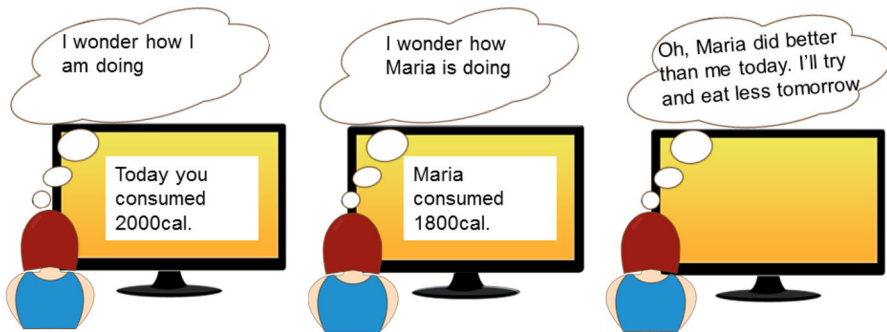 I wonder how I
am doing
Today you
consumed
2000cal.
I wonder how
Maria is doing
Maria
consumed
1800cal.
Oh, Maria did better
than me today. I'll try
and eat less tomorrow